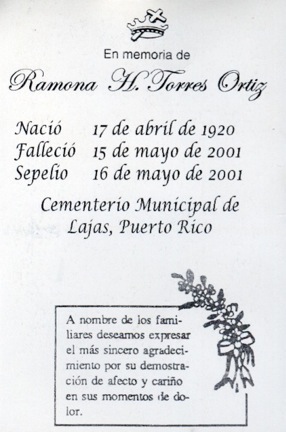 En memoria de
Ramona H. Torres Ortiz
Nació 17 de abril de 1920
Falleció 15 de mayo de 2001
Sepelio 16 de mayo de 2001
Cementerio Municipal de
Lajas, Puerto Rico
A nombre de los fami-
liares deseamos expresar
el más sincero agradeci-
miento por su demostra-
ción de afecto y cariño
en sus momentos de do-
lor.